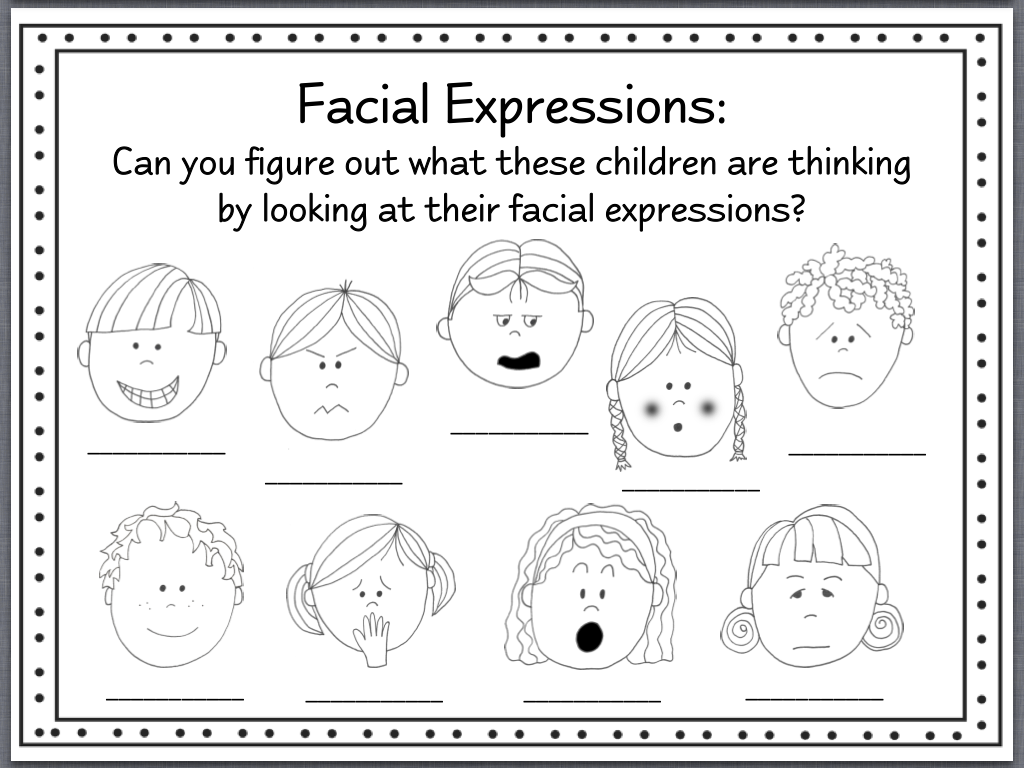 Facial Expressions:
Can you figure out what these children are thinking
by looking at their facial expressions?